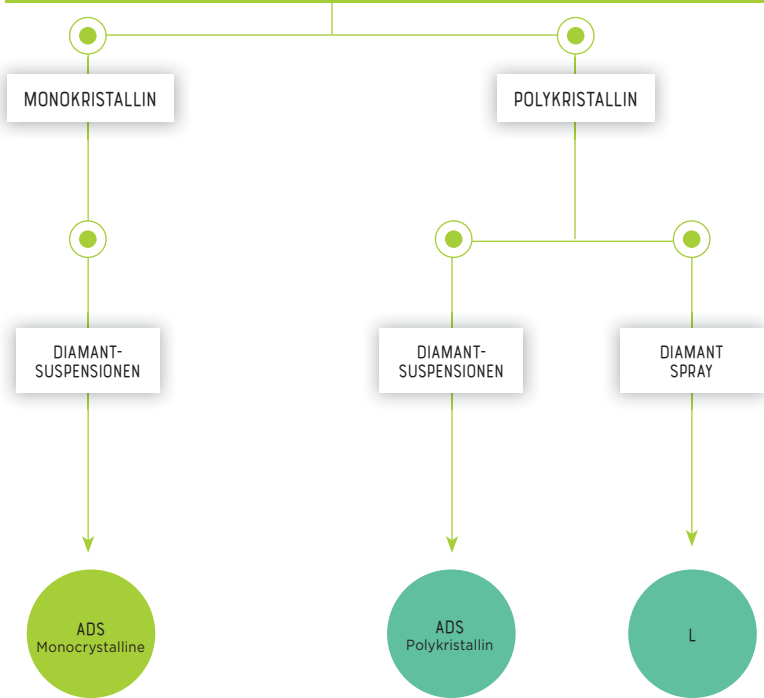 MONOKRISTALLIN
POLYKRISTALLIN
DIAMANT-
SUSPENSIONEN
DIAMANT-
SUSPENSIONEN
DIAMANT
SPRAY
ADS
Monocrystalline
ADS
Polykristallin
L